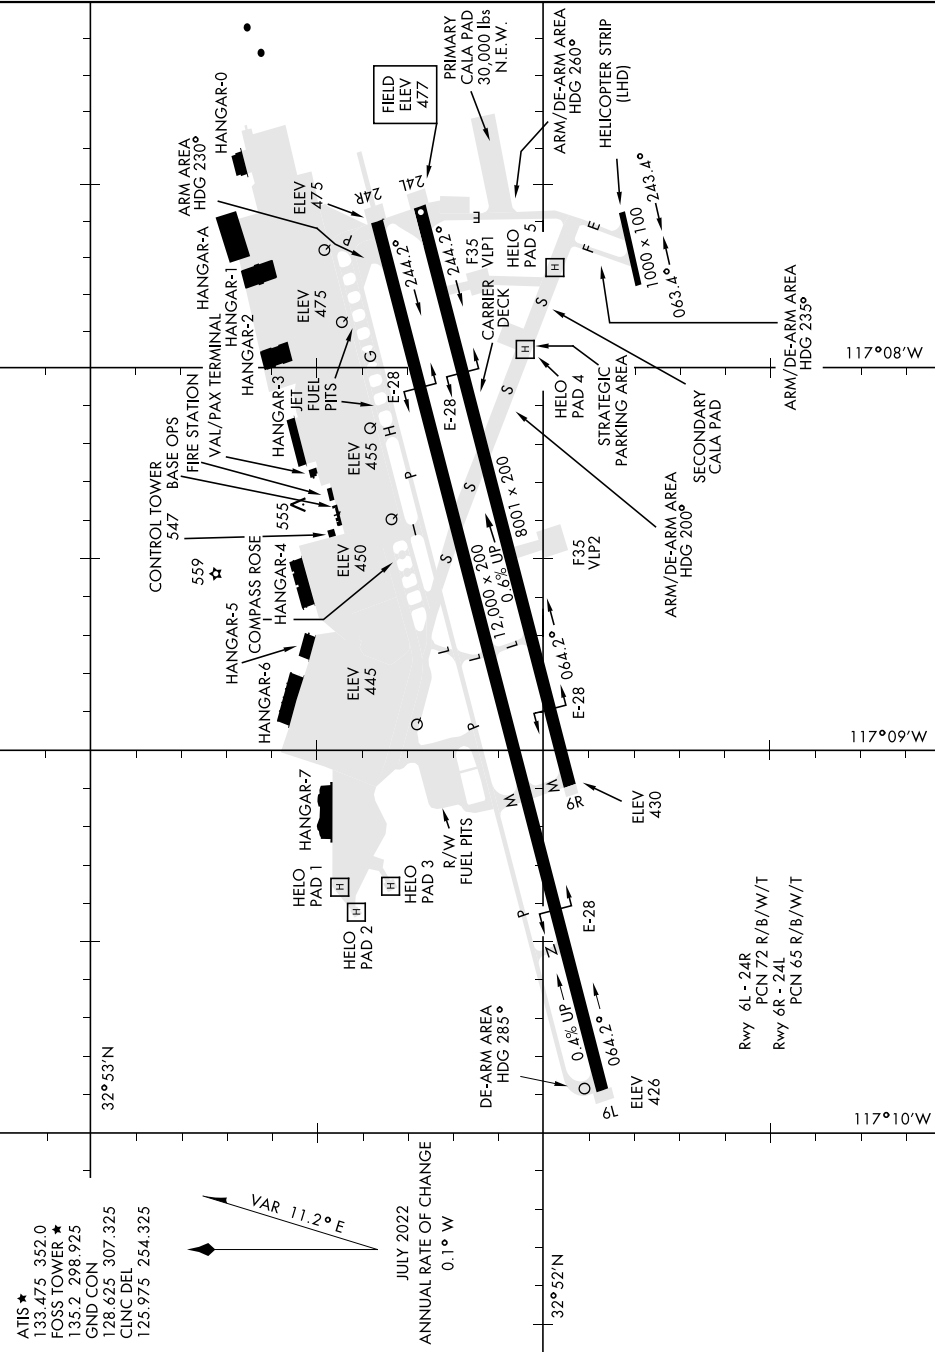 ATIS ★
133.475 352.0
FOSS TOWER ★
135.2 298.925
GND CON
128.625 307.325
CLNC DEL
125.975 254.325
VAR 11.2° E
JULY 2022
ANNUAL RATE OF CHANGE
0.1° W
32°53'N
32°52'N
117°10'W
117°09'W
117°08'W
HANGAR-0
ARM AREA
HDG 230°
HANGAR-A
HANGAR-1
HANGAR-2
VAL/PAX TERMINAL
FIRE STATION
BASE OPS
CONTROL TOWER
547
HANGAR-3
JET
FUEL
PITS
555
559
COMPASS ROSE
HANGAR-4
HANGAR-5
HANGAR-6
HANGAR-7
ELEV
475
ELEV
475
ELEV
455
ELEV
450
ELEV
445
FIELD
ELEV
477
PRIMARY
CALA PAD
30,000 lbs
N.E.W.
ARM/DE-ARM AREA
HDG 260°
HELICOPTER STRIP
(LHD)
1000 × 100
243.4°
063.4°
ARM/DE-ARM AREA
HDG 235°
24R
24L
244.2°
244.2°
F35
VLP1
HELO
PAD 5
H
CARRIER
DECK
H
HELO
PAD 4
STRATEGIC
PARKING AREA
SECONDARY
CALA PAD
ARM/DE-ARM AREA
HDG 200°
F35
VLP2
E-28
E-28
E-28
E-28
12,000 × 200
0.6% UP
8001 × 200
064.2°
6R
ELEV
430
R/W
FUEL PITS
HELO
PAD 1
H
HELO
PAD 2
H
HELO
PAD 3
H
DE-ARM AREA
HDG 285°
0.4% UP
064.2°
6L
ELEV
426
Q
P
Q
G
Q
H
P
Q
I
Q
L
L
L
P
W
W
P
Z
S
S
S
S
E
E
F
Rwy 6L - 24R
PCN 72 R/B/W/T
Rwy 6R - 24L
PCN 65 R/B/W/T